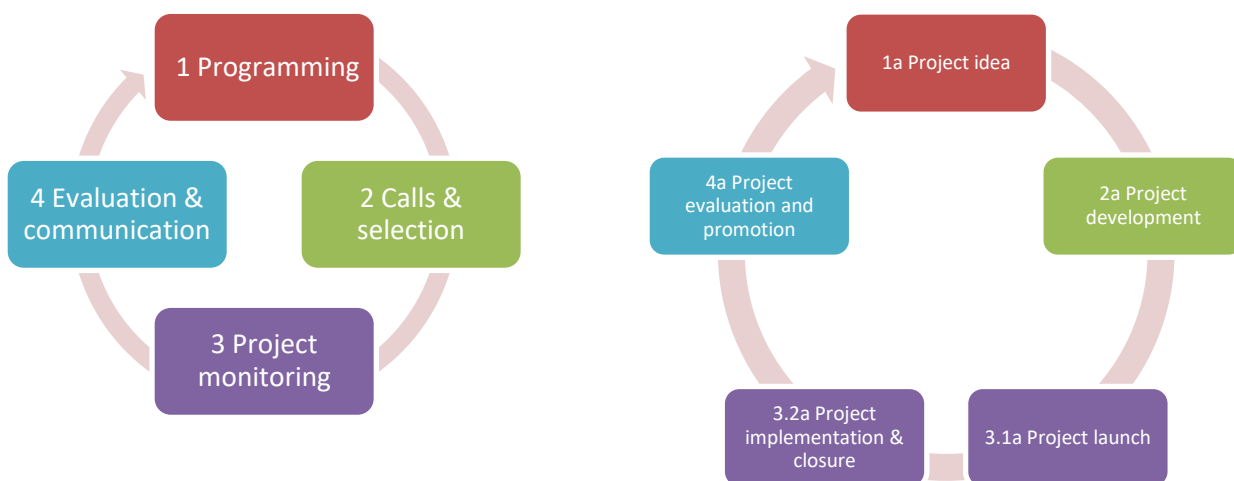 1 Programming
2 Calls &
selection
3 Project
monitoring
4 Evaluation &
communication
1a Project idea
2a Project
development
3.1a Project launch
3.2a Project
implementation &
closure
4a Project
evaluation and
promotion